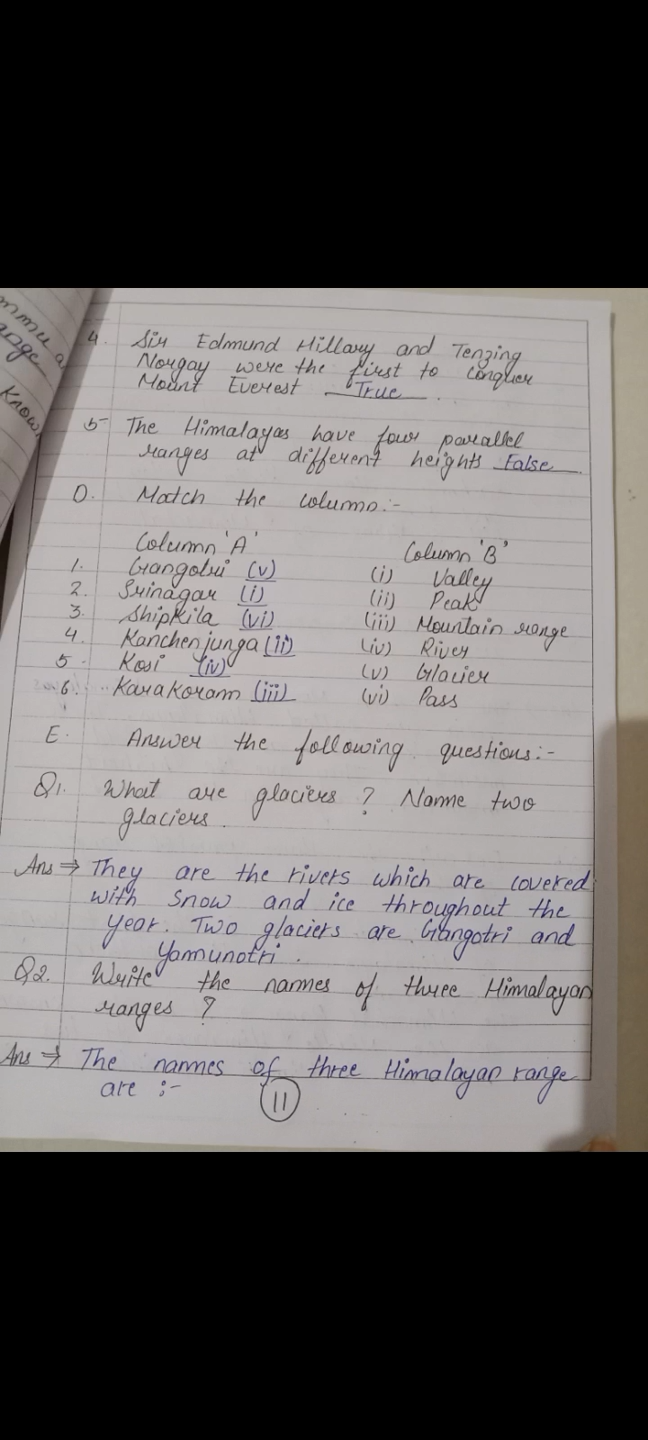 mmu a
ange
Know
4. Sir Edmund Hillary and Tenzing
Norgay were the first to conquer
Mount Everest True.
5 The Himalayas have four parallel
ranges at different heights False.
D. Match the column:-
Column 'A' Column 'B'
1. Gangotri (v) (i) Valley
2. Srinagar (i) (ii) Peak
3. Shipkila (vi) (iii) Mountain range
4. Kanchenjunga (ii) (iv) River
5. Kosi (iv) (v) Glacier
6. Karakoram (iii) (vi) Pass
E. Answer the following questions:-
Q1. What are glaciers ? Name two
glaciers.
Ans ⇒ They are the rivers which are covered
with snow and ice throughout the
year. Two glaciers are Gangotri and
Yamunotri.
Q2. Write the names of three Himalayan
ranges ?
Ans ⇒ The names of three Himalayan range
are :-
11